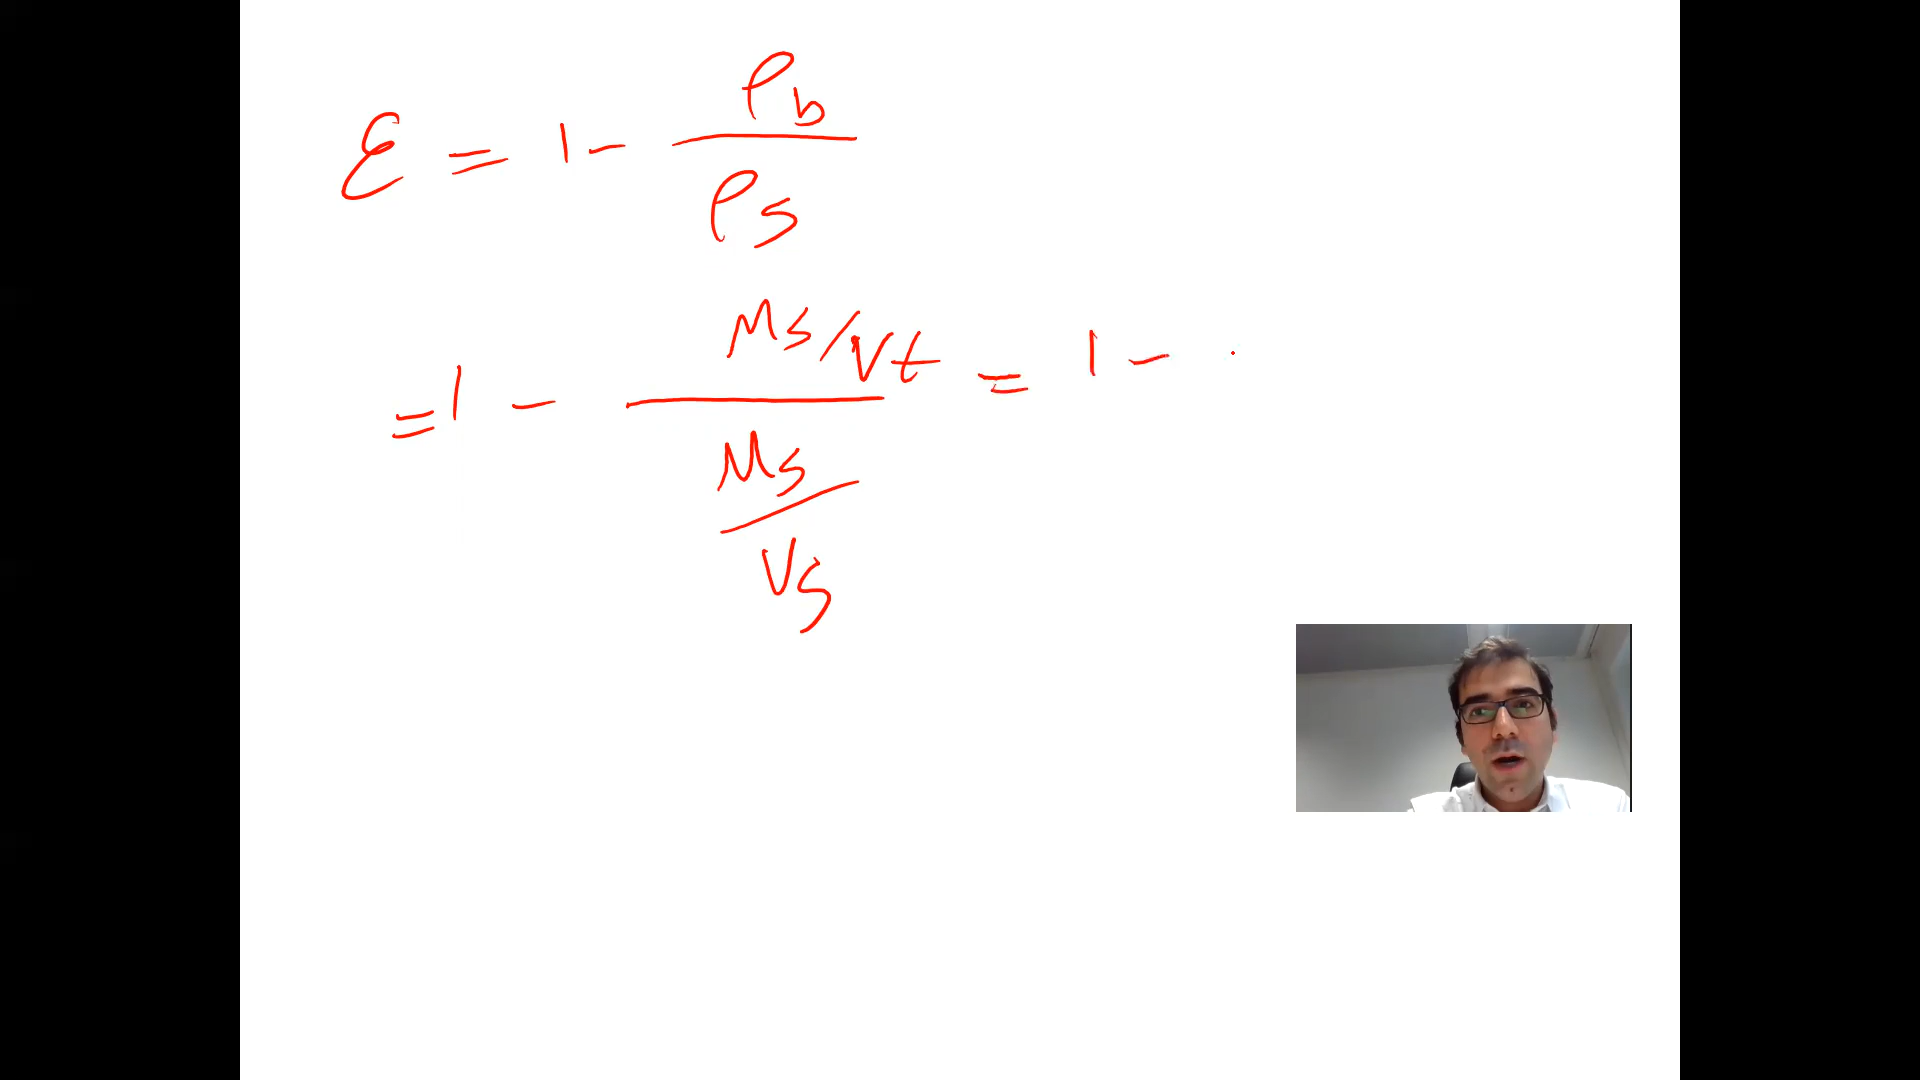 ε = 1 - ρb / ρs
= 1 - Ms/Vt / Ms/Vs = 1 -